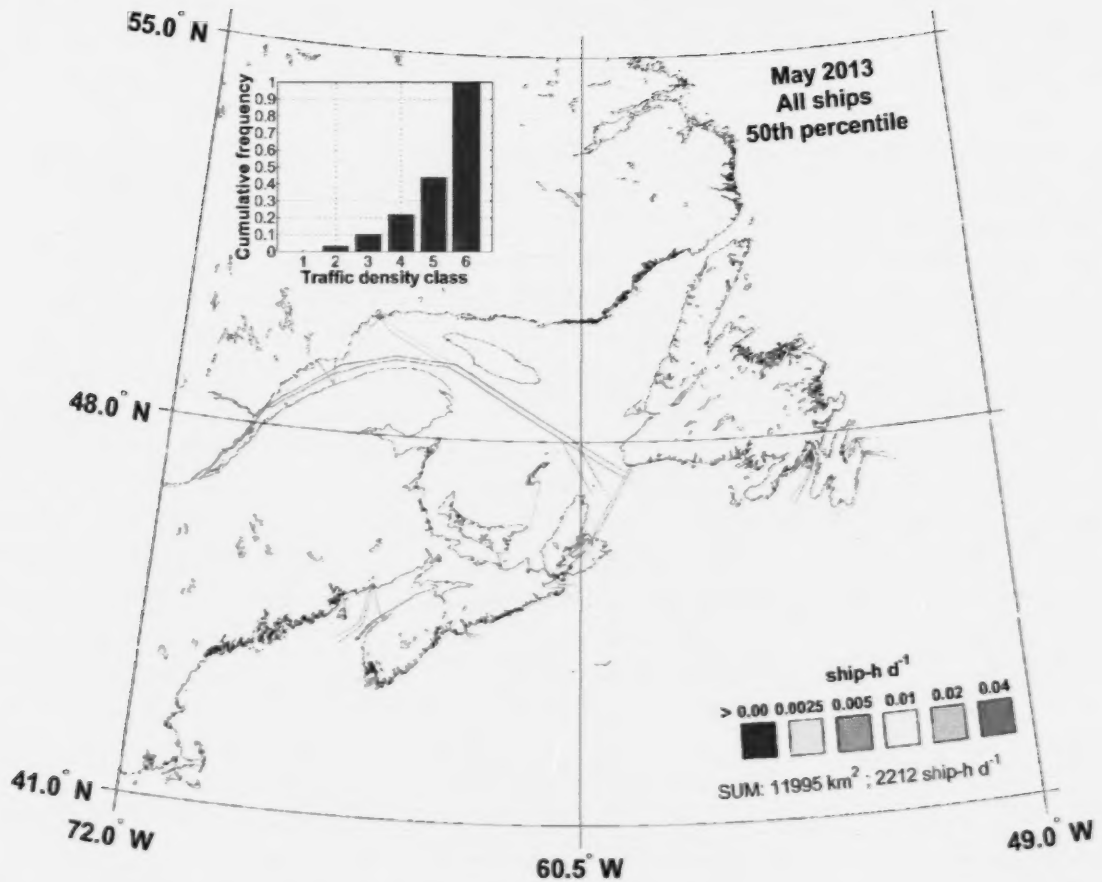 55.0° N
May 2013
All ships
50th percentile
Cumulative frequency
1
0.9
0.8
0.7
0.6
0.5
0.4
0.3
0.2
0.1
0
1 2 3 4 5 6
Traffic density class
48.0° N
ship-h d⁻¹
> 0.00 0.0025 0.005 0.01 0.02 0.04
SUM: 11995 km² ; 2212 ship-h d⁻¹
41.0° N
72.0° W
60.5° W
49.0° W